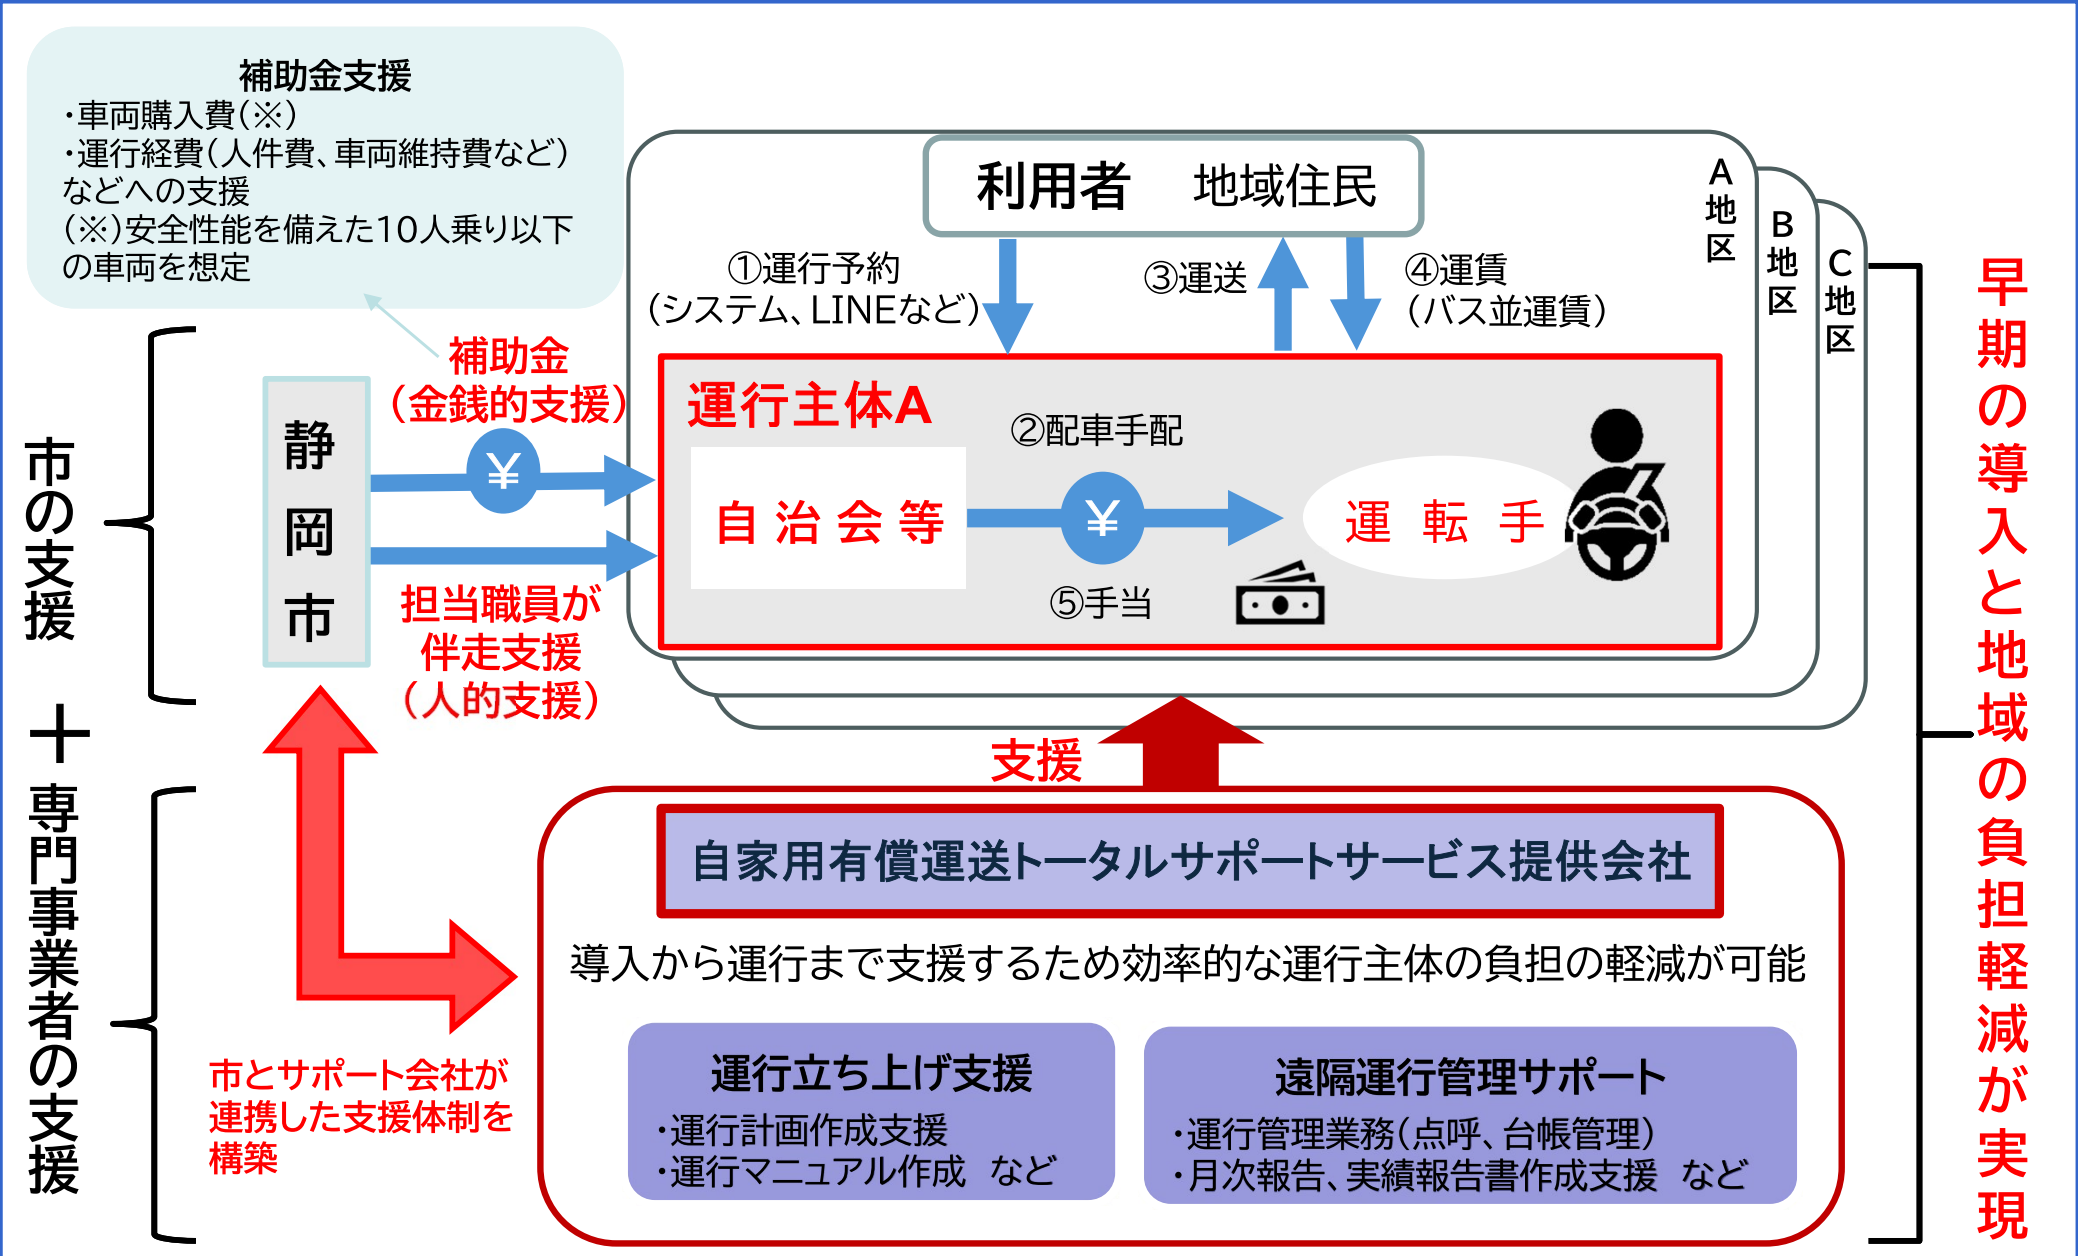 補助金支援
・車両購入費(※)
・運行経費(人件費、車両維持費など)
などへの支援
(※)安全性能を備えた10人乗り以下
の車両を想定
市の支援
＋
専門事業者の支援
静岡市
補助金
(金銭的支援)
¥
担当職員が
伴走支援
(人的支援)
A地区
B地区
C地区
利用者　地域住民
①運行予約
(システム、LINEなど)
③運送
④運賃
(バス並運賃)
運行主体A
自治会等
②配車手配
¥
⑤手当
運転手
支援
自家用有償運送トータルサポートサービス提供会社
導入から運行まで支援するため効率的な運行主体の負担の軽減が可能
運行立ち上げ支援
・運行計画作成支援
・運行マニュアル作成　など
遠隔運行管理サポート
・運行管理業務(点呼、台帳管理)
・月次報告、実績報告書作成支援　など
市とサポート会社が
連携した支援体制を
構築
早期の導入と地域の負担軽減が実現